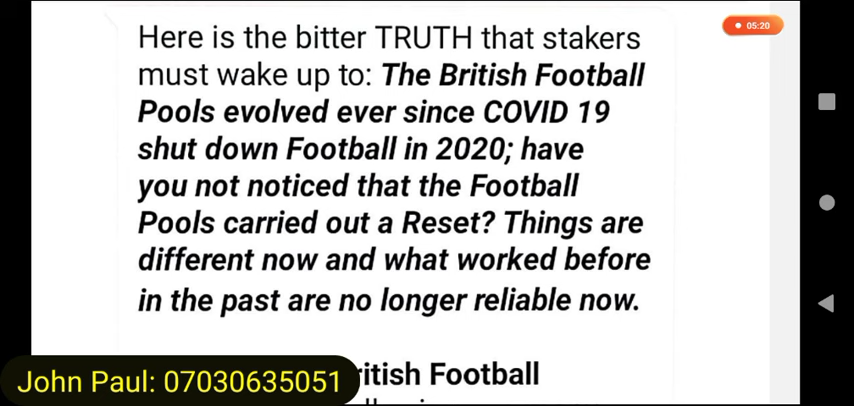 05:20
Here is the bitter TRUTH that stakers
must wake up to: The British Football
Pools evolved ever since COVID 19
shut down Football in 2020; have
you not noticed that the Football
Pools carried out a Reset? Things are
different now and what worked before
in the past are no longer reliable now.
ritish Football
John Paul: 07030635051